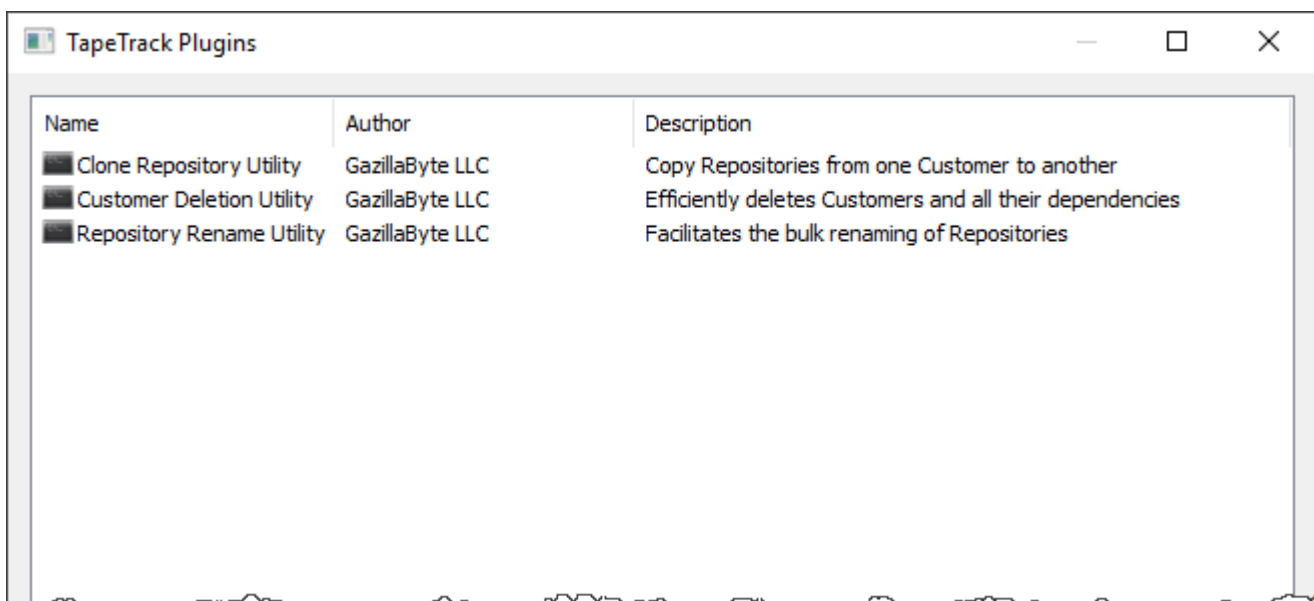 TapeTrack Plugins
Name Author Description
Clone Repository Utility GazillaByte LLC Copy Repositories from one Customer to another
Customer Deletion Utility GazillaByte LLC Efficiently deletes Customers and all their dependencies
Repository Rename Utility GazillaByte LLC Facilitates the bulk renaming of Repositories